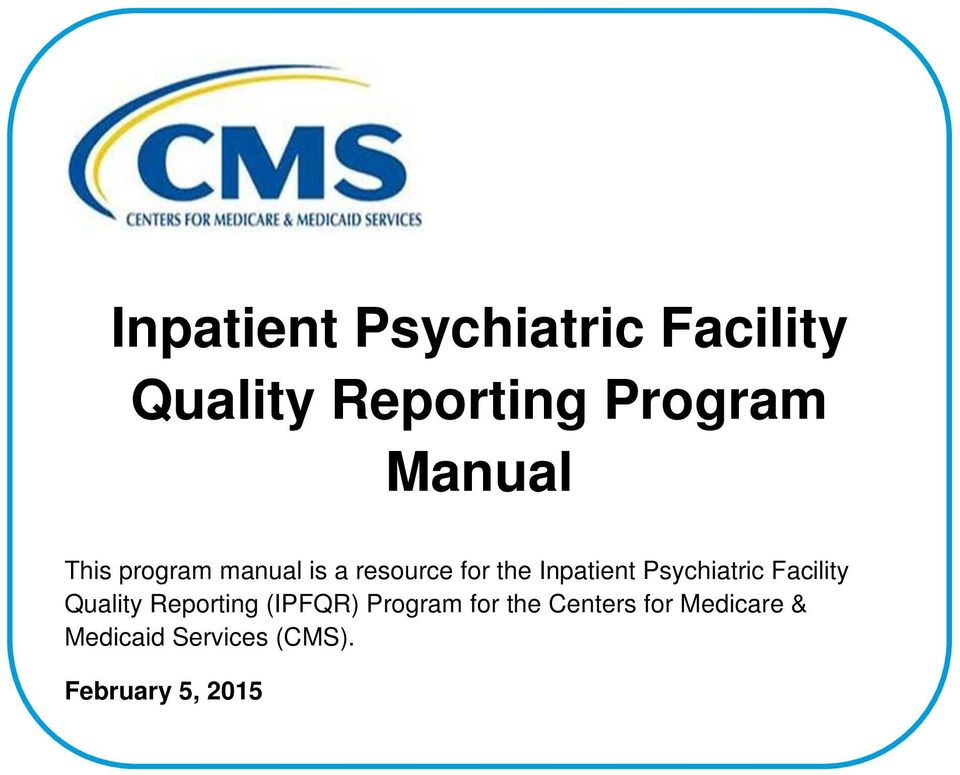 CMS
CENTERS FOR MEDICARE & MEDICAID SERVICES
Inpatient Psychiatric Facility
Quality Reporting Program
Manual
This program manual is a resource for the Inpatient Psychiatric Facility
Quality Reporting (IPFQR) Program for the Centers for Medicare &
Medicaid Services (CMS).
February 5, 2015